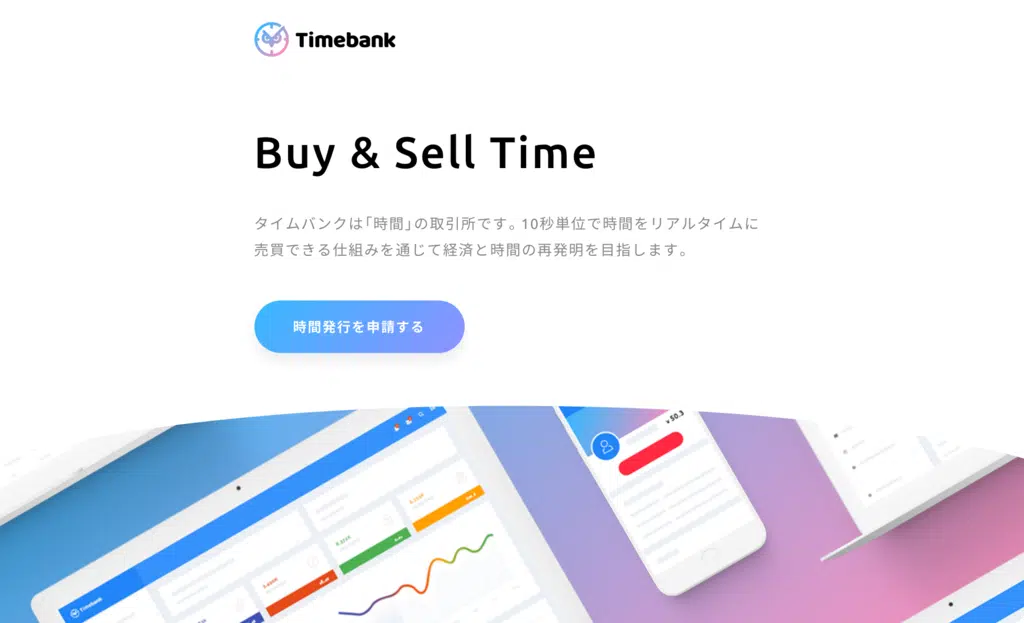 Timebank
Buy & Sell Time
タイムバンクは「時間」の取引所です。10秒単位で時間をリアルタイムに
売買できる仕組みを通じて経済と時間の再発明を目指します。
時間発行を申請する
¥50.3
Timebank